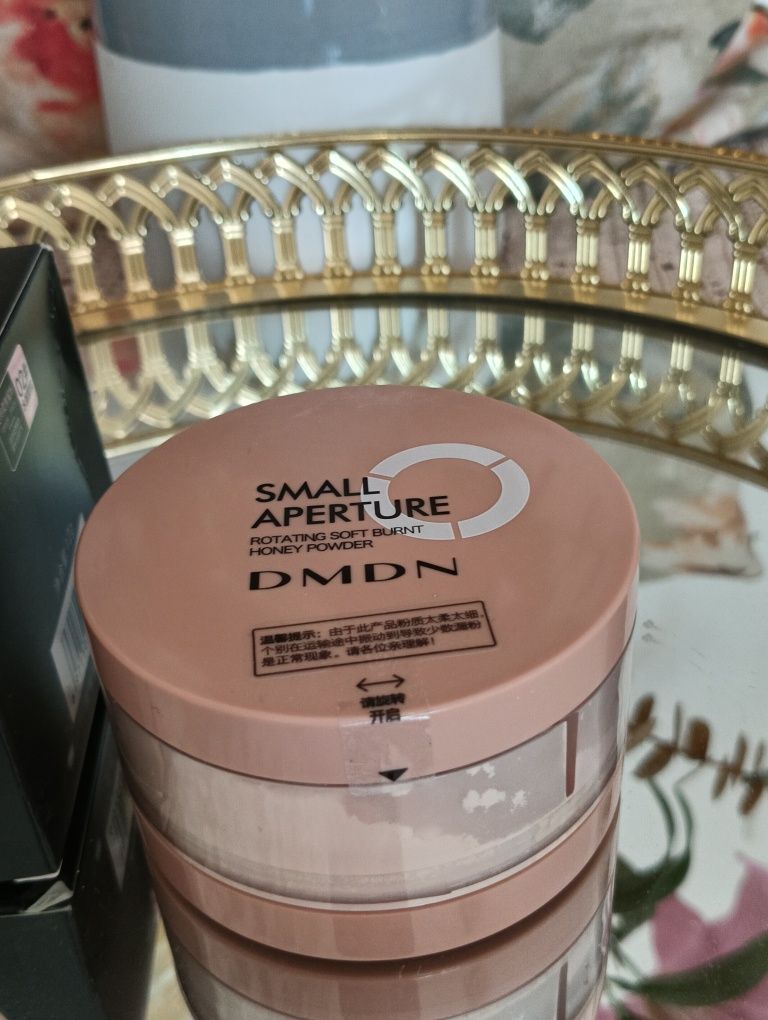 SMALL
APERTURE
ROTATING SOFT BURNT
HONEY POWDER
DMDN
温馨提示：由于此产品粉质太柔太细，
个别在运输途中振动到导致少数漏粉
是正常现象。请各位亲理解！
请旋转
开启